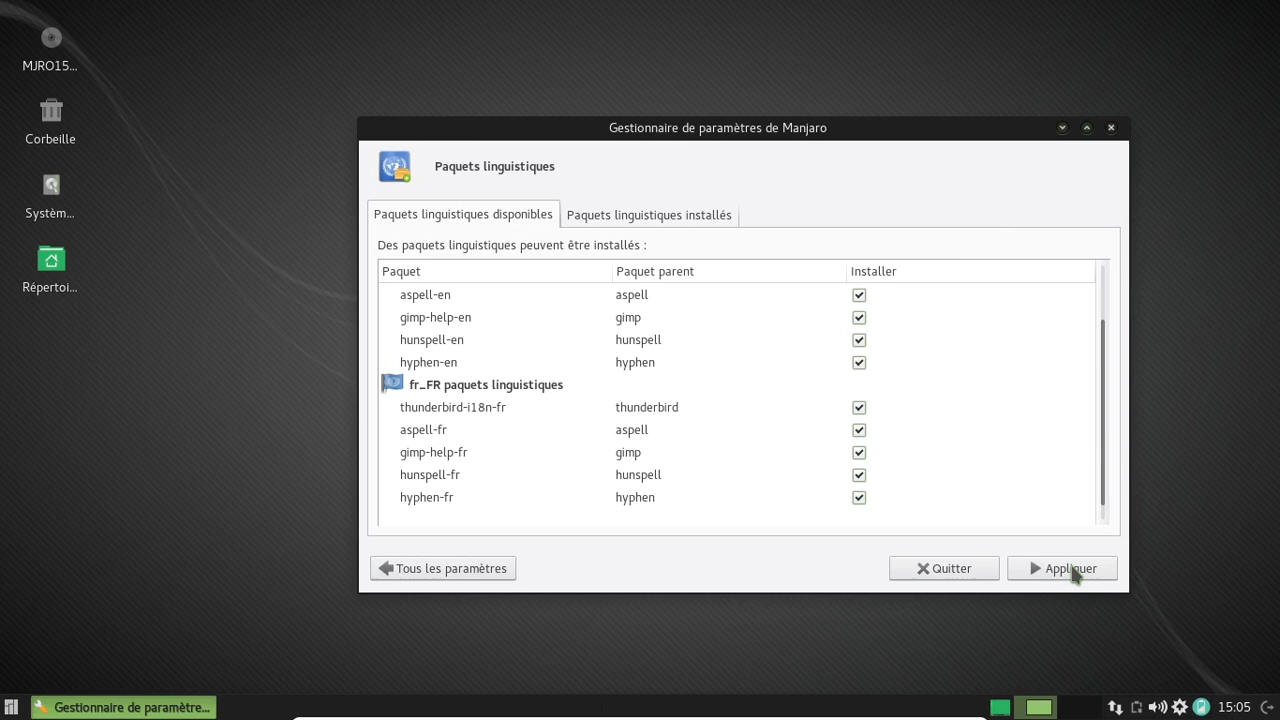 MJRO15...
Corbeille
Systèm...
Répertoi...
Gestionnaire de paramètres de Manjaro
Paquets linguistiques
Paquets linguistiques disponibles
Paquets linguistiques installés
Des paquets linguistiques peuvent être installés :
Paquet Paquet parent Installer
aspell-en aspell
gimp-help-en gimp
hunspell-en hunspell
hyphen-en hyphen
fr_FR paquets linguistiques
thunderbird-i18n-fr thunderbird
aspell-fr aspell
gimp-help-fr gimp
hunspell-fr hunspell
hyphen-fr hyphen
Tous les paramètres
Quitter
Appliquer
Gestionnaire de paramètre...
15:05